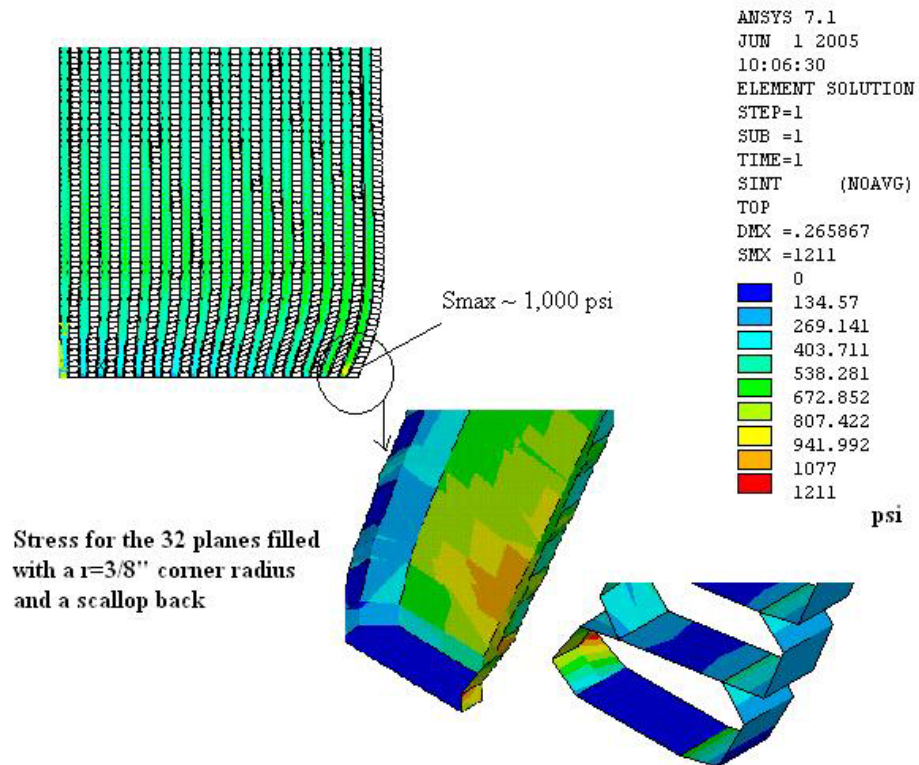 ANSYS 7.1
JUN 1 2005
10:06:30
ELEMENT SOLUTION
STEP=1
SUB =1
TIME=1
SINT (NOAVG)
TOP
DMX =.265867
SMX =1211
0
134.57
269.141
403.711
538.281
672.852
807.422
941.992
1077
1211
psi
Smax ~ 1,000 psi
Stress for the 32 planes filled
with a r=3/8" corner radius
and a scallop back